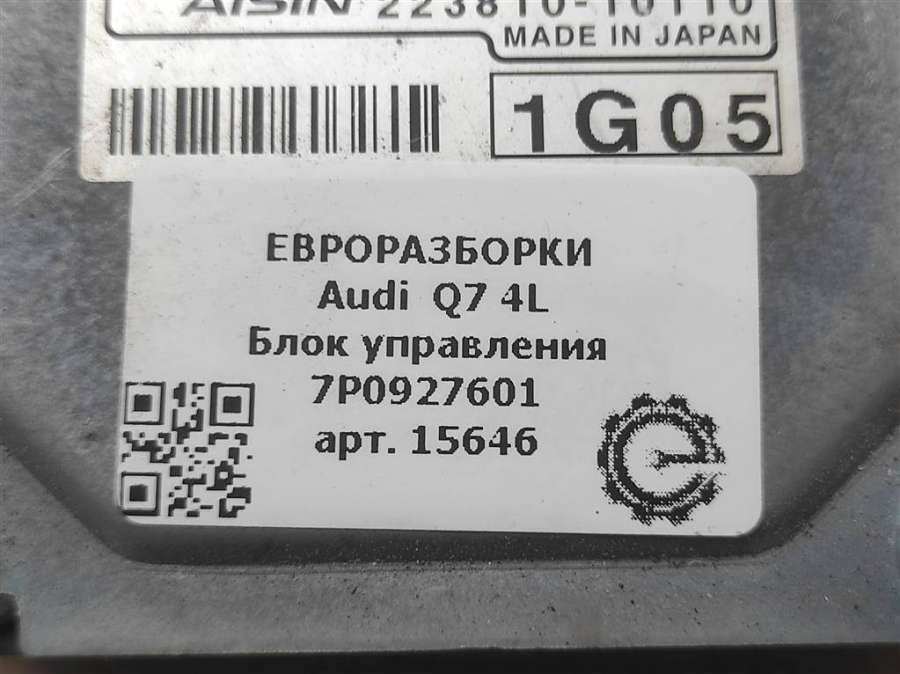 AISIN 223810-10110
MADE IN JAPAN
1G05
ЕВРОРАЗБОРКИ
Audi Q7 4L
Блок управления
7P0927601
арт. 15646